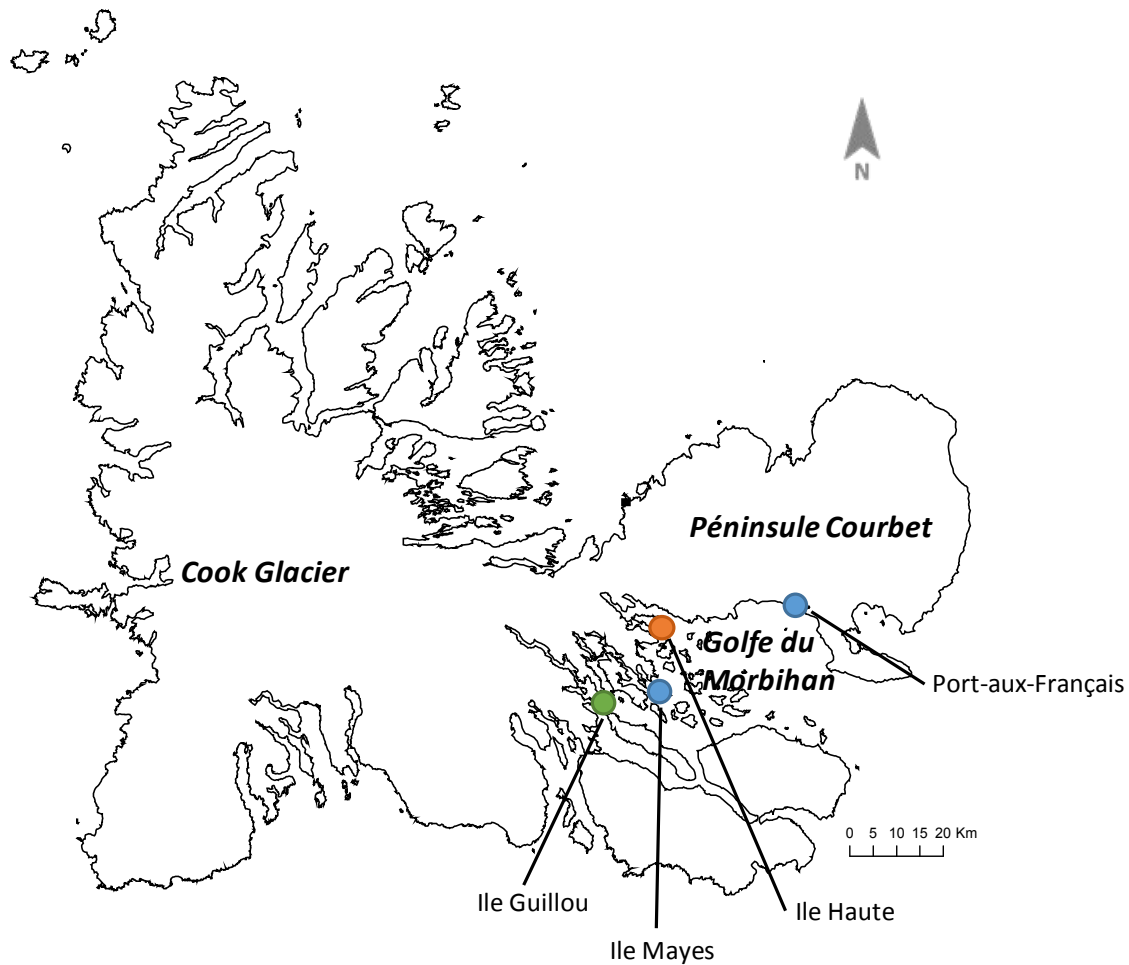 N
Péninsule Courbet
Cook Glacier
Golfe du
Morbihan
Port-aux-Français
0 5 10 15 20 Km
Ile Guillou
Ile Haute
Ile Mayes